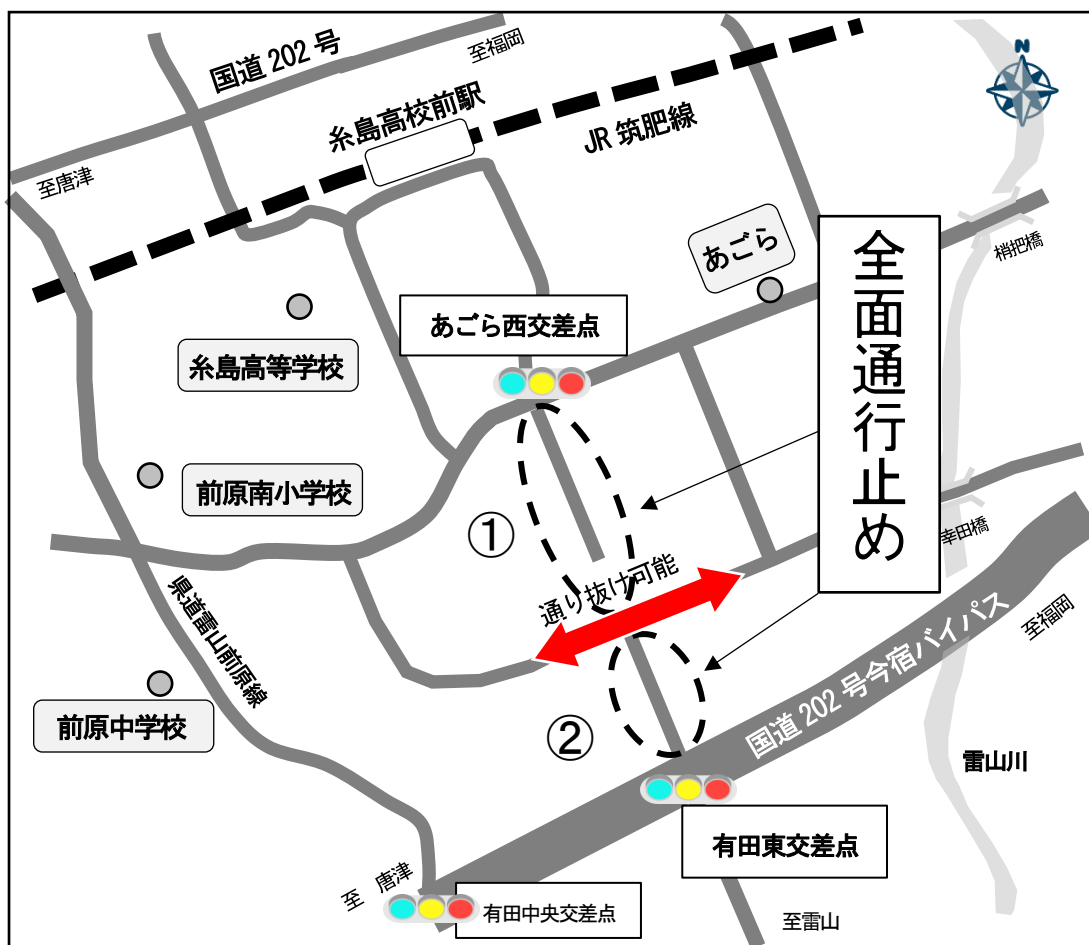 国道 202 号
至福岡
N
糸島高校前駅
JR 筑肥線
至唐津
あごら
梢把橋
全面通行止め
あごら西交差点
糸島高等学校
前原南小学校
①
幸田橋
通り抜け可能
県道雷山前原線
国道 202 号今宿バイパス
至福岡
前原中学校
②
雷山川
有田東交差点
至 唐津
有田中央交差点
至雷山